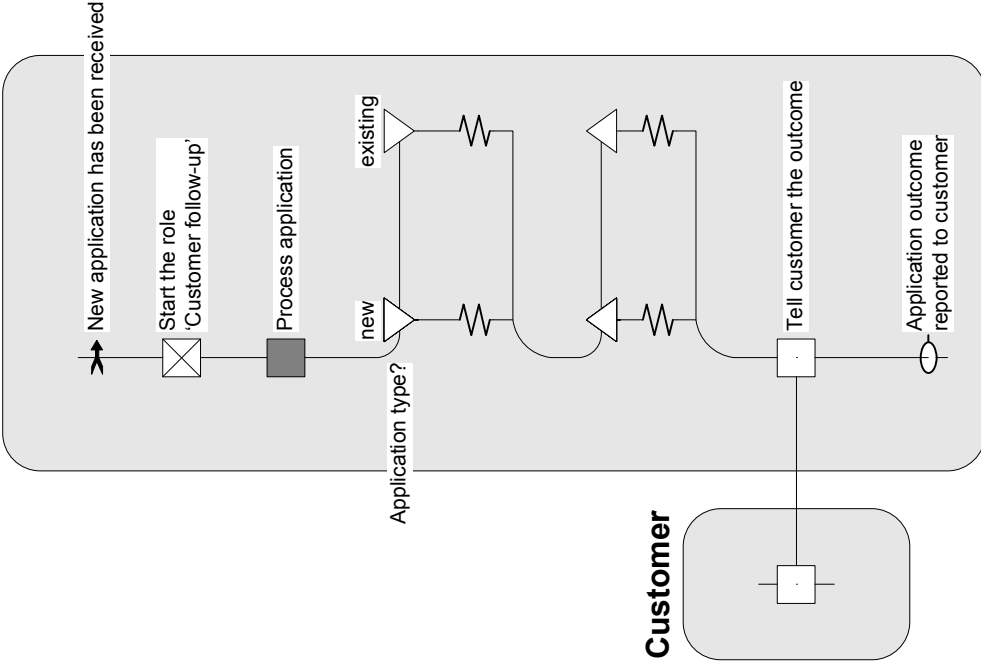 New application has been received
Start the role
‘Customer follow-up’
Process application
Application type?
new
existing
Tell customer the outcome
Application outcome
reported to customer
Customer